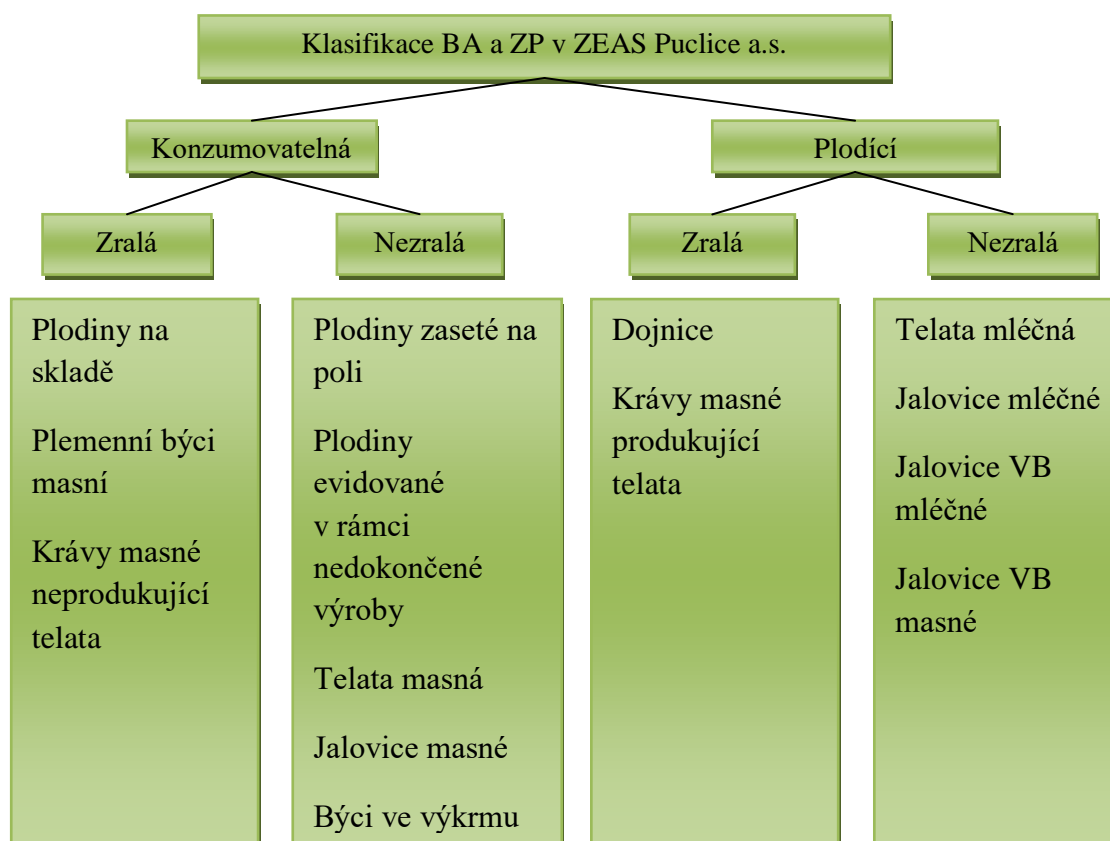 Klasifikace BA a ZP v ZEAS Puclice a.s.
Konzumovatelná
Plodící
Zralá
Nezralá
Zralá
Nezralá
Plodiny na
skladě
Plemenní býci
masní
Krávy masné
neprodukující
telata
Plodiny zaseté na
poli
Plodiny
evidované
v rámci
nedokončené
výroby
Telata masná
Jalovice masné
Býci ve výkrmu
Dojnice
Krávy masné
produkující
telata
Telata mléčná
Jalovice mléčné
Jalovice VB
mléčné
Jalovice VB
masné